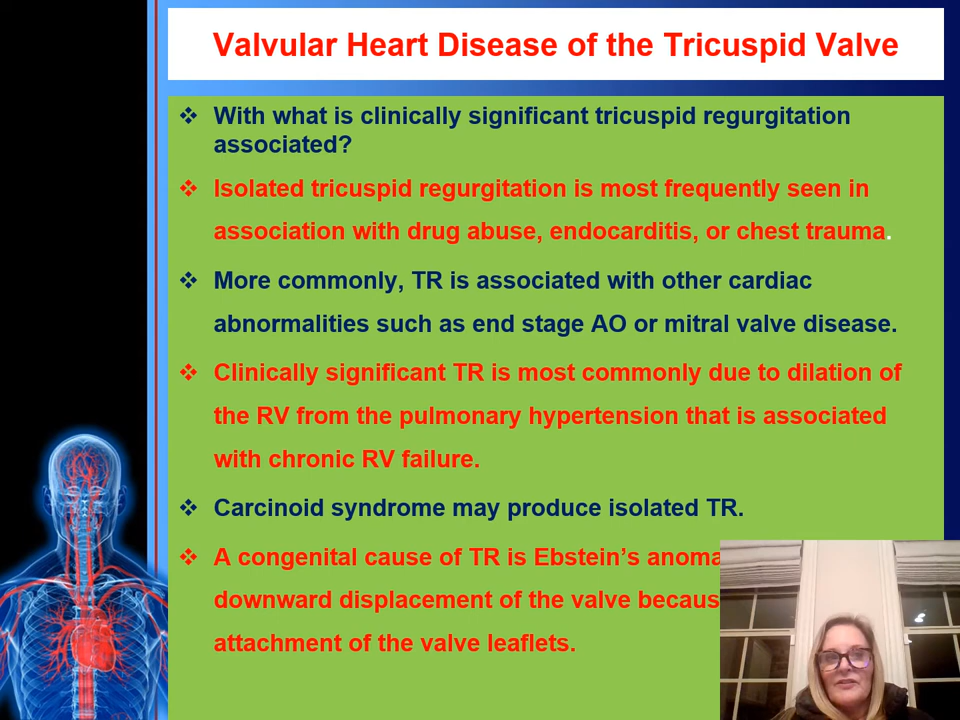 Valvular Heart Disease of the Tricuspid Valve
❖ With what is clinically significant tricuspid regurgitation
associated?
❖ Isolated tricuspid regurgitation is most frequently seen in
association with drug abuse, endocarditis, or chest trauma.
❖ More commonly, TR is associated with other cardiac
abnormalities such as end stage AO or mitral valve disease.
❖ Clinically significant TR is most commonly due to dilation of
the RV from the pulmonary hypertension that is associated
with chronic RV failure.
❖ Carcinoid syndrome may produce isolated TR.
❖ A congenital cause of TR is Ebstein’s
downward displacement of the valve
attachment of the valve leaflets.